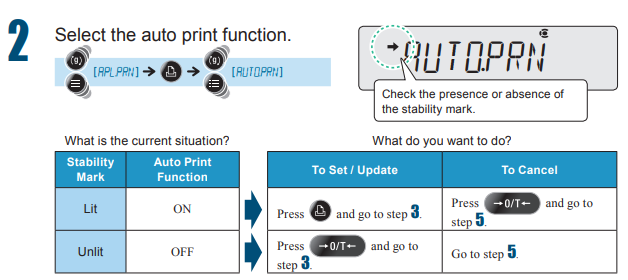 2
Select the auto print function.
(g) [APL.PRN] → → (g) [AUTOPRN]
→AUTO.PRN
Check the presence or absence of
the stability mark.
What is the current situation?
What do you want to do?
Stability
Mark
Auto Print
Function
To Set / Update
To Cancel
Lit
ON
Press and go to step 3.
Press →0/T← and go to
step 5.
Unlit
OFF
Press →0/T← and go to
step 3.
Go to step 5.